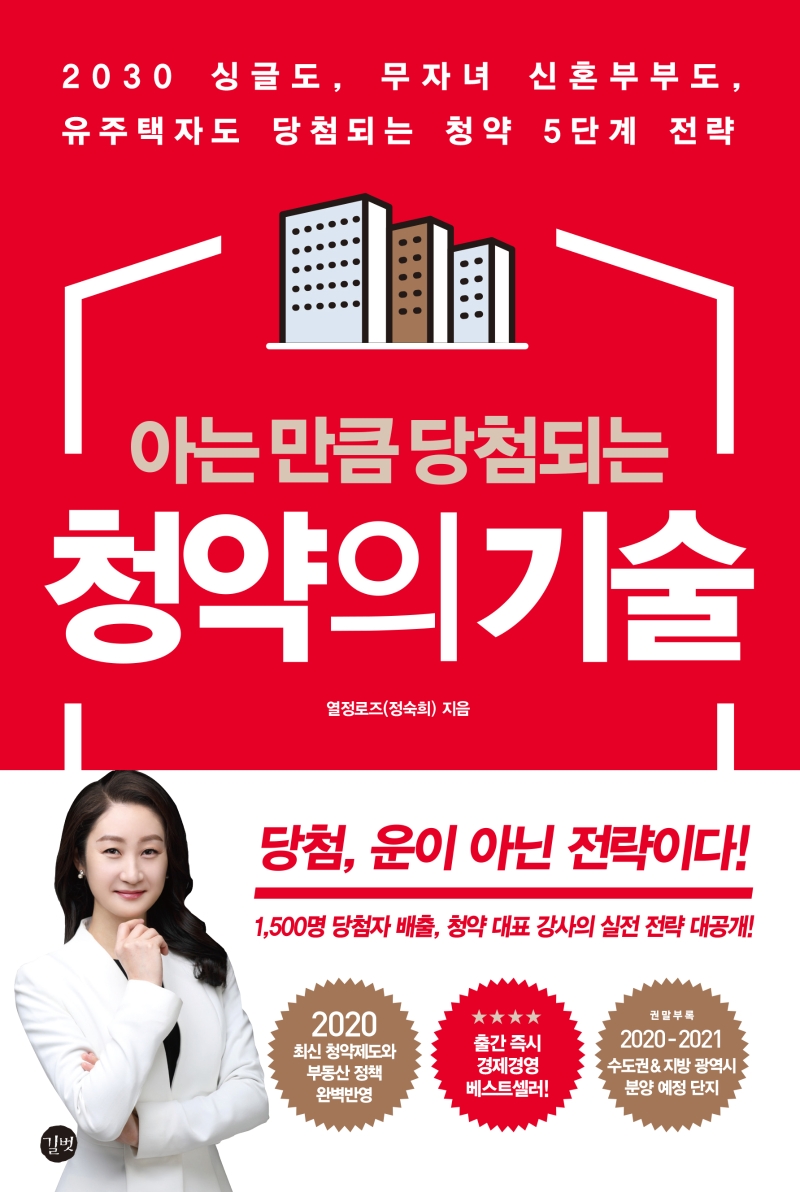 2030 싱글도, 무자녀 신혼부부도,
유주택자도 당첨되는 청약 5단계 전략
아는 만큼 당첨되는
청약의 기술
열정로즈(정숙희) 지음
당첨, 운이 아닌 전략이다!
1,500명 당첨자 배출, 청약 대표 강사의 실전 전략 대공개!
2020
최신 청약제도와
부동산 정책
완벽반영
★★★★
출간 즉시
경제경영
베스트셀러!
권말부록
2020-2021
수도권&지방 광역시
분양 예정 단지
길벗